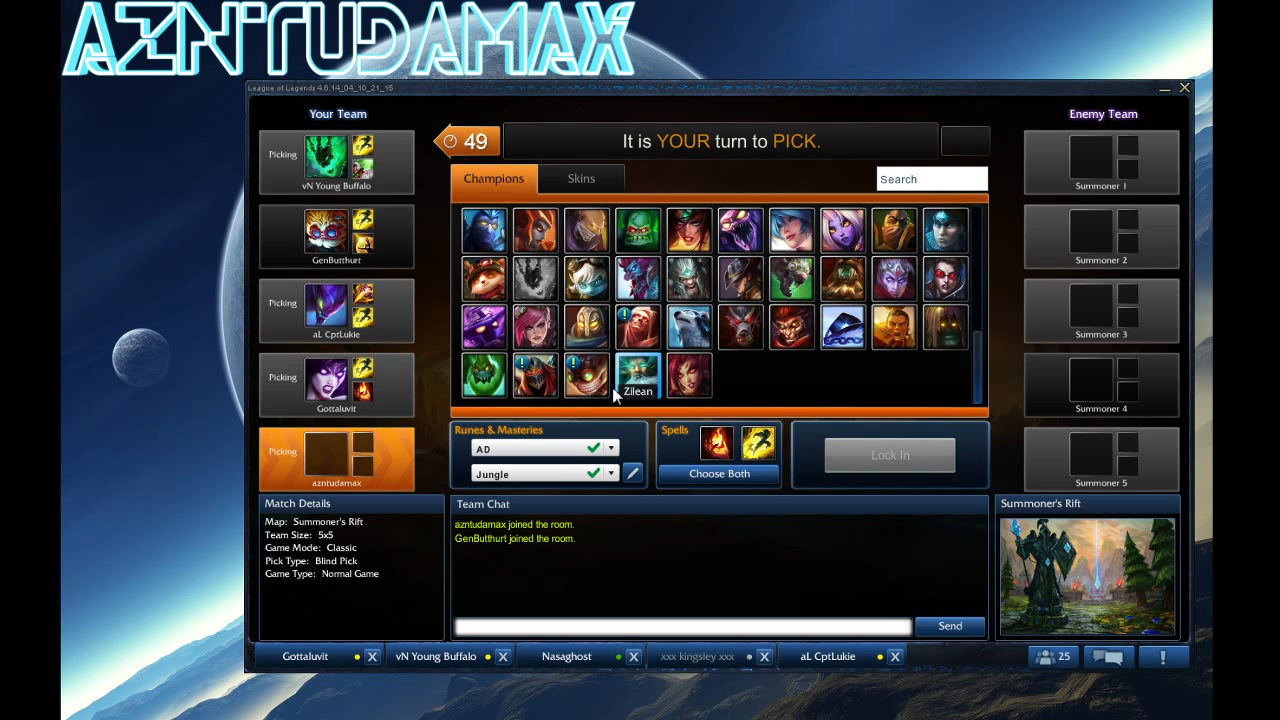 AZNTUDAMAX
League of Legends 4.6.14_04_10_21_15
Your Team
Enemy Team
49
It is YOUR turn to PICK.
Picking
vN Young Buffalo
GenButthurt
Picking
aL CptLukie
Picking
Gottaluvit
Picking
azntudamax
Champions
Skins
Search
Zilean
Summoner 1
Summoner 2
Summoner 3
Summoner 4
Summoner 5
Runes & Masteries
AD
Jungle
Spells
Choose Both
Lock In
Match Details
Map: Summoner's Rift
Team Size: 5x5
Game Mode: Classic
Pick Type: Blind Pick
Game Type: Normal Game
Team Chat
azntudamax joined the room.
GenButthurt joined the room.
Send
Summoner's Rift
Gottaluvit
vN Young Buffalo
Nasaghost
xxx kingsley xxx
aL CptLukie
25